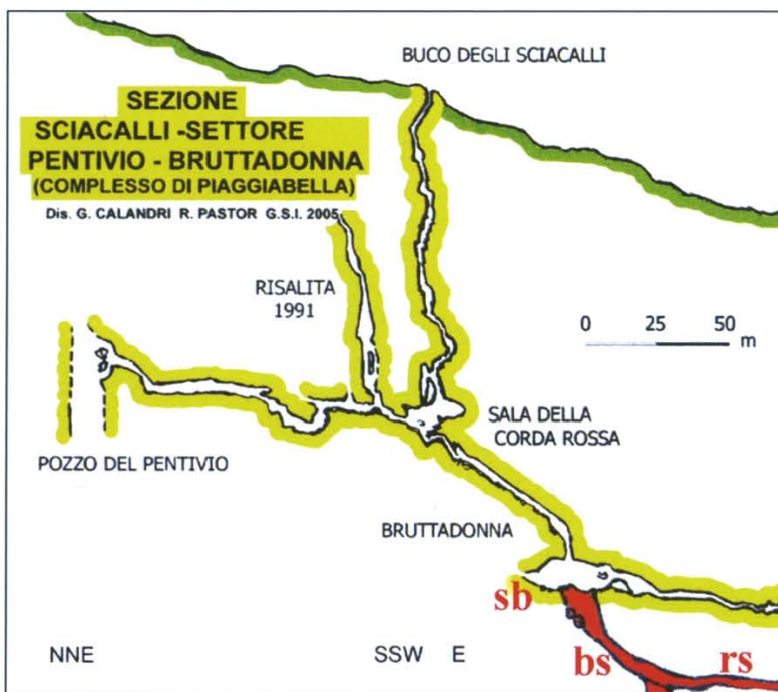 BUCO DEGLI SCIACALLI
SEZIONE
SCIACALLI -SETTORE
PENTIVIO - BRUTTADONNA
(COMPLESSO DI PIAGGIABELLA)
Dis. G. CALANDRI R. PASTOR G.S.I. 2005
RISALITA
1991
0 25 50
m
SALA DELLA
CORDA ROSSA
POZZO DEL PENTIVIO
BRUTTADONNA
sb
bs
rs
NNE
SSW E